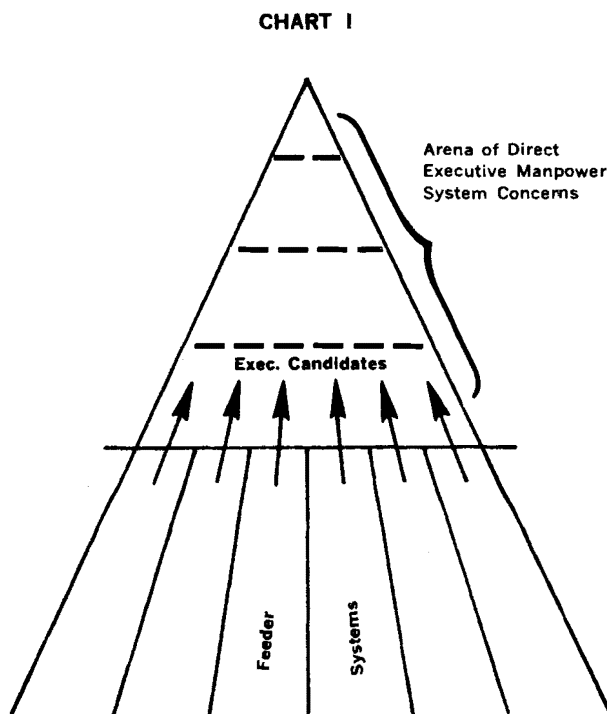 CHART I
Arena of Direct
Executive Manpower
System Concerns
Exec. Candidates
Feeder
Systems